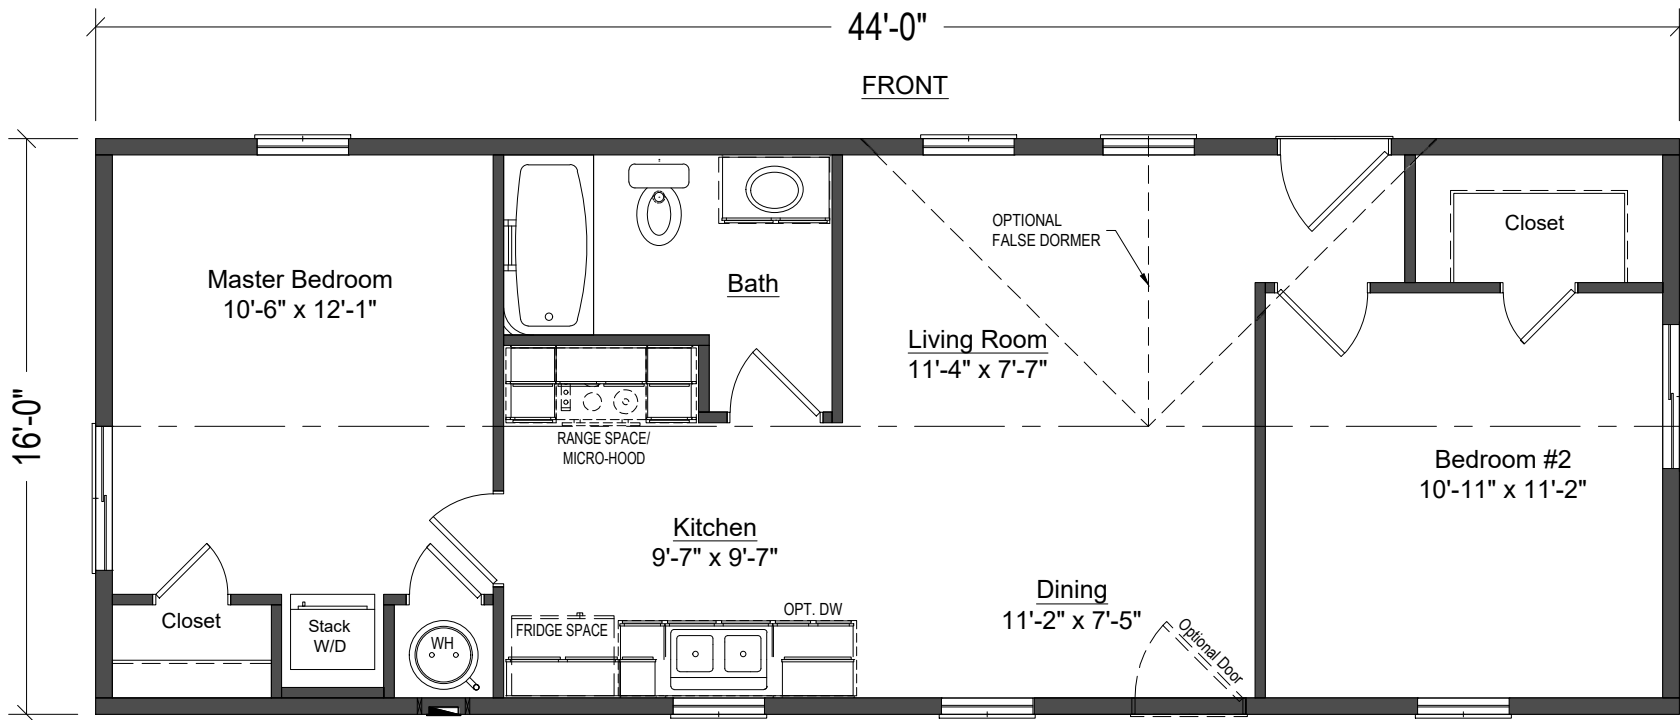 44'-0"
FRONT
16'-0"
Master Bedroom
10'-6" x 12'-1"
Bath
OPTIONAL
FALSE DORMER
Closet
Living Room
11'-4" x 7'-7"
RANGE SPACE/
MICRO-HOOD
Bedroom #2
10'-11" x 11'-2"
Kitchen
9'-7" x 9'-7"
Dining
11'-2" x 7'-5"
Closet
Stack
W/D
WH
FRIDGE SPACE
OPT. DW
Optional Door